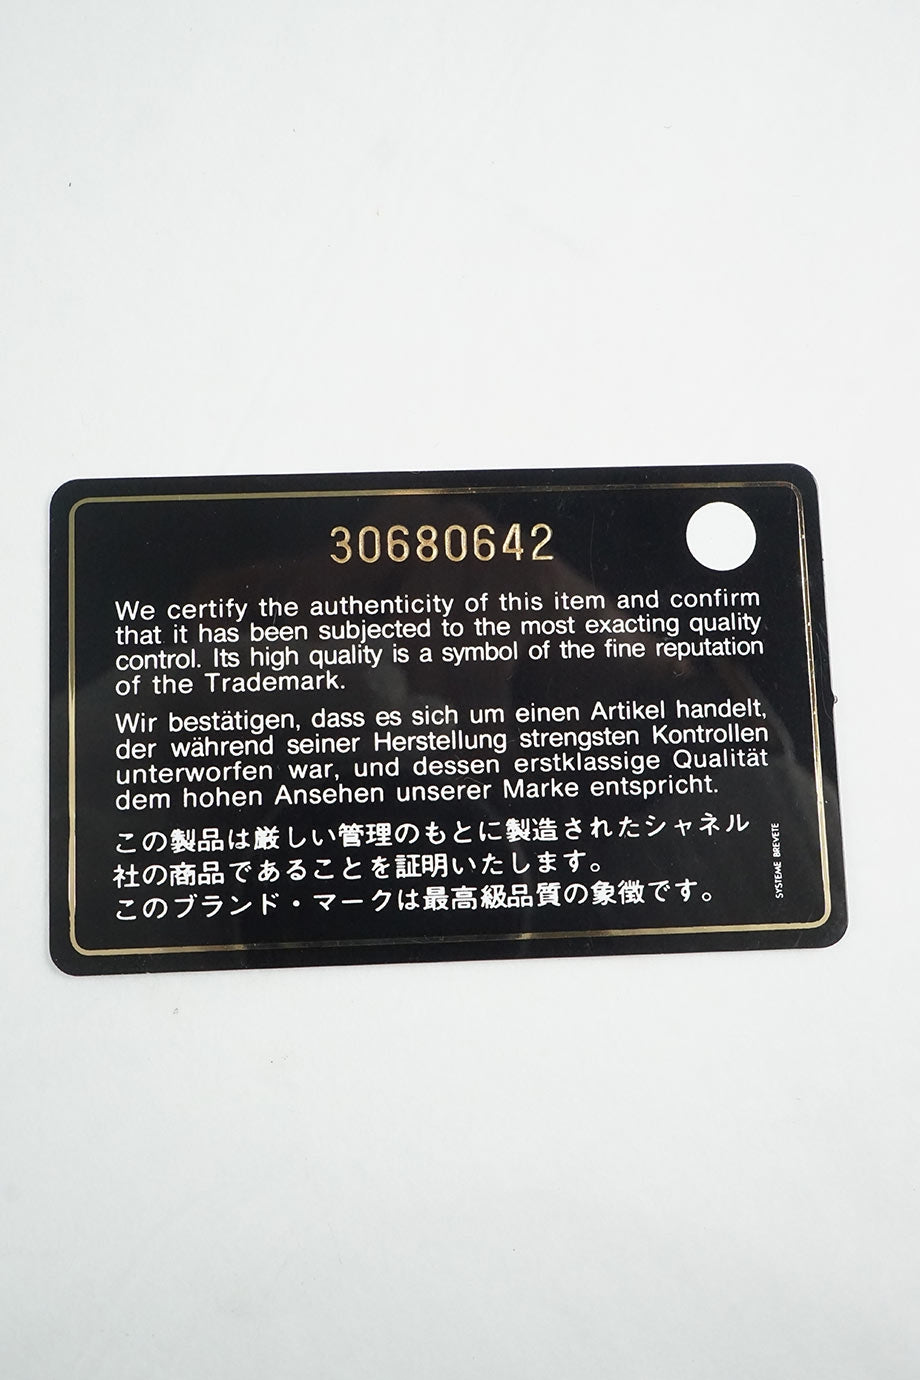 30680642
We certify the authenticity of this item and confirm
that it has been subjected to the most exacting quality
control. Its high quality is a symbol of the fine reputation
of the Trademark.
Wir bestätigen, dass es sich um einen Artikel handelt,
der während seiner Herstellung strengsten Kontrollen
unterworfen war, und dessen erstklassige Qualität
dem hohen Ansehen unserer Marke entspricht.
この製品は厳しい管理のもとに製造されたシャネル
社の商品であることを証明いたします。
このブランド・マークは最高級品質の象徴です。
SYSTEME BREVETE